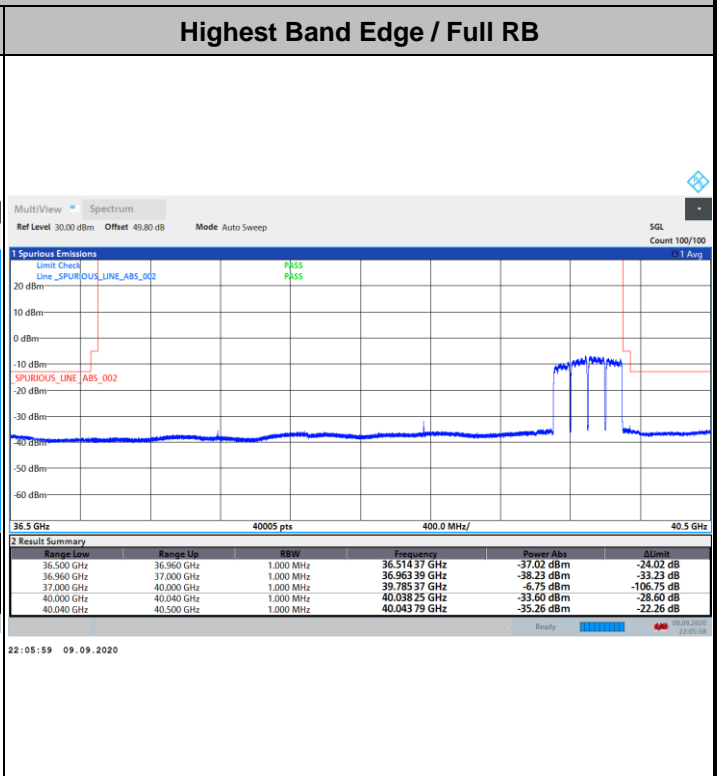 Highest Band Edge / Full RB
MultiView Spectrum
Ref Level 30.00 dBm Offset 49.80 dB Mode Auto Sweep SGL
Count 100/100
1 Spurious Emissions 1 Avg
Limit Check PASS
Line _SPURIOUS_LINE_ABS_002 PASS
20 dBm
10 dBm
0 dBm
-10 dBm
_SPURIOUS_LINE_ABS_002
-20 dBm
-30 dBm
-40 dBm
-50 dBm
-60 dBm
36.5 GHz 40005 pts 400.0 MHz/ 40.5 GHz
2 Result Summary
Range Low Range Up RBW Frequency Power Abs ΔLimit
36.500 GHz 36.960 GHz 1.000 MHz 36.514 37 GHz -37.02 dBm -24.02 dB
36.960 GHz 37.000 GHz 1.000 MHz 36.963 39 GHz -38.23 dBm -33.23 dB
37.000 GHz 40.000 GHz 1.000 MHz 39.785 37 GHz -6.75 dBm -106.75 dB
40.000 GHz 40.040 GHz 1.000 MHz 40.038 25 GHz -33.60 dBm -28.60 dB
40.040 GHz 40.500 GHz 1.000 MHz 40.043 79 GHz -35.26 dBm -22.26 dB
Ready 09.09.2020
22:05:58
22:05:59 09.09.2020